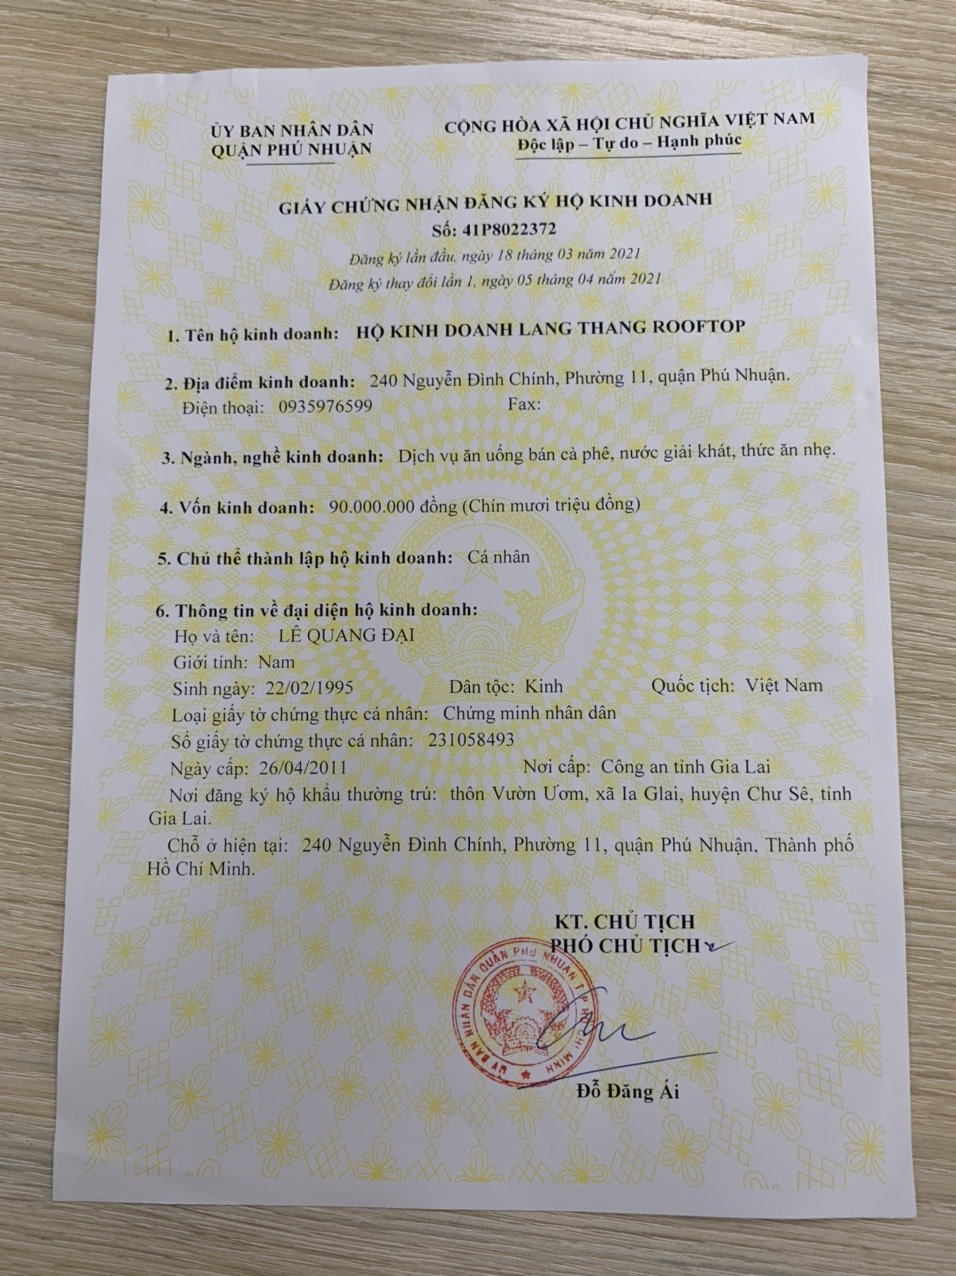 ỦY BAN NHÂN DÂN
QUẬN PHÚ NHUẬN
CỘNG HÒA XÃ HỘI CHỦ NGHĨA VIỆT NAM
Độc lập – Tự do – Hạnh phúc
GIẤY CHỨNG NHẬN ĐĂNG KÝ HỘ KINH DOANH
Số: 41P8022372
Đăng ký lần đầu, ngày 18 tháng 03 năm 2021
Đăng ký thay đổi lần 1, ngày 05 tháng 04 năm 2021
1. Tên hộ kinh doanh: HỘ KINH DOANH LANG THANG ROOFTOP
2. Địa điểm kinh doanh: 240 Nguyễn Đình Chính, Phường 11, quận Phú Nhuận.
Điện thoại: 0935976599 Fax:
3. Ngành, nghề kinh doanh: Dịch vụ ăn uống bán cà phê, nước giải khát, thức ăn nhẹ.
4. Vốn kinh doanh: 90.000.000 đồng (Chín mươi triệu đồng)
5. Chủ thể thành lập hộ kinh doanh: Cá nhân
6. Thông tin về đại diện hộ kinh doanh:
Họ và tên: LÊ QUANG ĐẠI
Giới tính: Nam
Sinh ngày: 22/02/1995 Dân tộc: Kinh Quốc tịch: Việt Nam
Loại giấy tờ chứng thực cá nhân: Chứng minh nhân dân
Số giấy tờ chứng thực cá nhân: 231058493
Ngày cấp: 26/04/2011 Nơi cấp: Công an tỉnh Gia Lai
Nơi đăng ký hộ khẩu thường trú: thôn Vườn Ươm, xã Ia Glai, huyện Chư Sê, tỉnh
Gia Lai.
Chỗ ở hiện tại: 240 Nguyễn Đình Chính, Phường 11, quận Phú Nhuận, Thành phố
Hồ Chí Minh.
KT. CHỦ TỊCH
PHÓ CHỦ TỊCH
ỦY BAN NHÂN DÂN QUẬN PHÚ NHUẬN T.P HỒ CHÍ MINH
Đỗ Đăng Ái